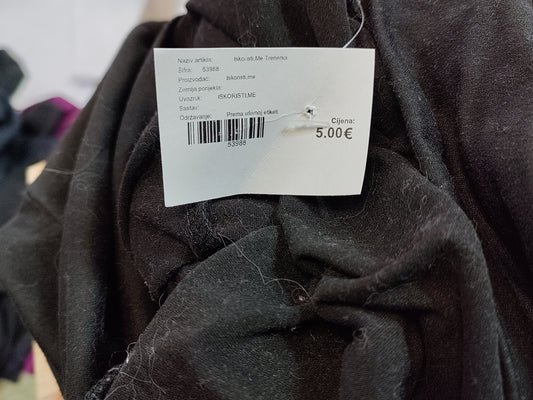 Naziv artikla: Iskoristi.Me Trenerka
Šifra: 53988
Proizvođač: Iskoristi.me
Zemlja porijekla:
Uvoznik: ISKORISTI.ME
Sastav:
Održavanje: Prema ušivnoj etiketi
Cijena:
5.00€
53988